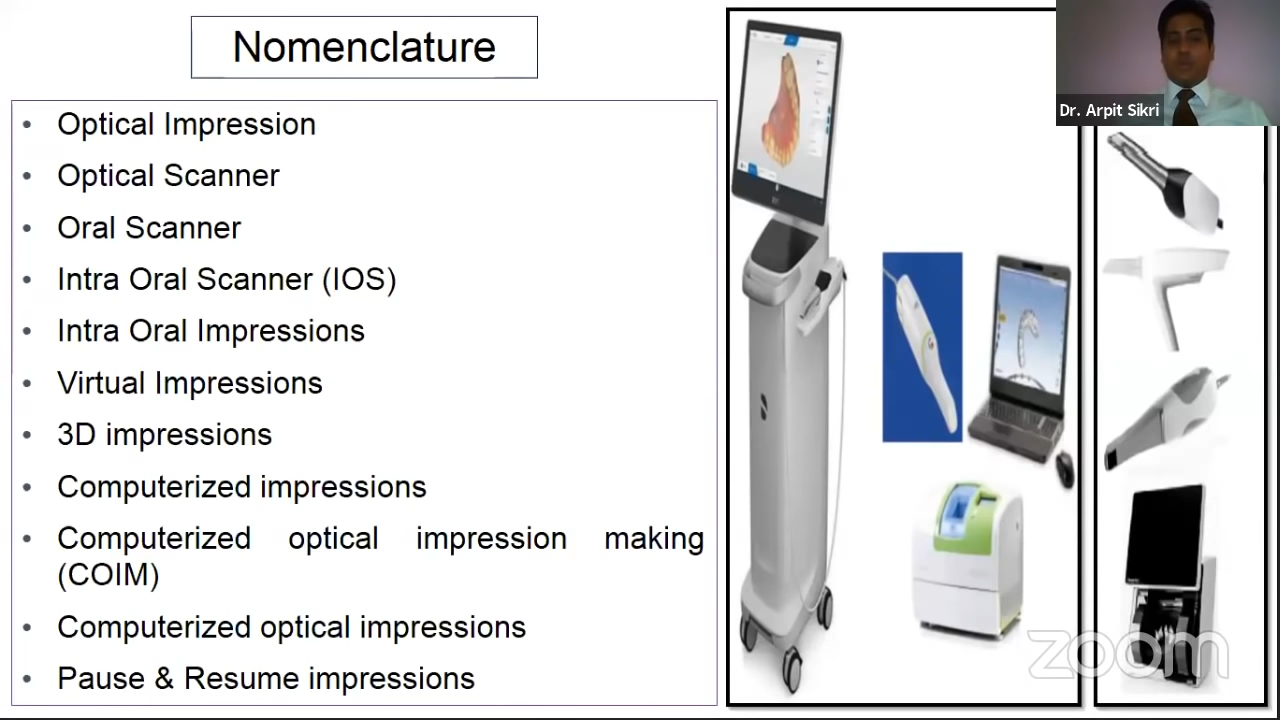 Nomenclature
Dr. Arpit Sikri
• Optical Impression
• Optical Scanner
• Oral Scanner
• Intra Oral Scanner (IOS)
• Intra Oral Impressions
• Virtual Impressions
• 3D impressions
• Computerized impressions
• Computerized optical impression making
(COIM)
• Computerized optical impressions
• Pause & Resume impressions
zoom